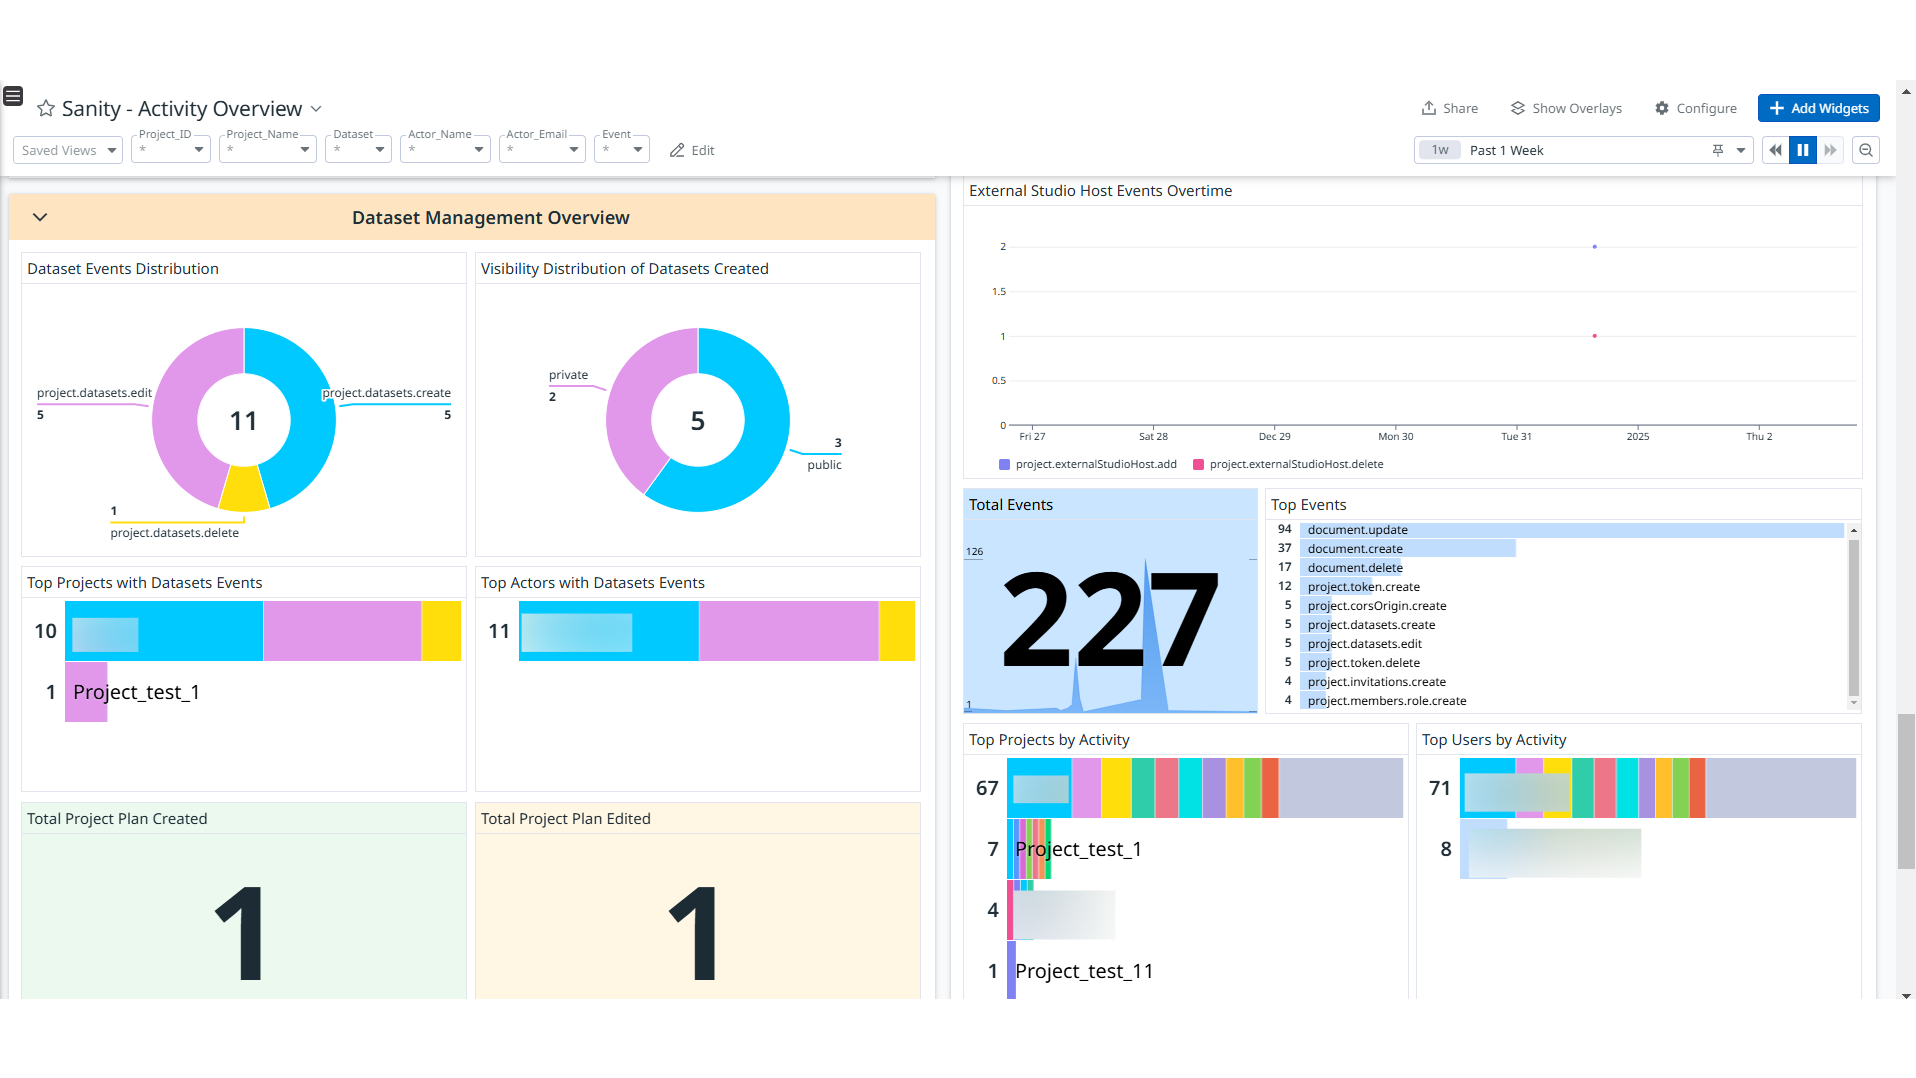 Sanity - Activity Overview
Share
Show Overlays
Configure
Add Widgets
Saved Views
Project_ID
*
Project_Name
*
Dataset
*
Actor_Name
*
Actor_Email
*
Event
*
Edit
1w
Past 1 Week
Dataset Management Overview
Dataset Events Distribution
project.datasets.edit
5
11
project.datasets.create
5
1
project.datasets.delete
Visibility Distribution of Datasets Created
private
2
5
3
public
Top Projects with Datasets Events
10
1
Project_test_1
Top Actors with Datasets Events
11
Total Project Plan Created
1
Total Project Plan Edited
1
External Studio Host Events Overtime
2
1.5
1
0.5
0
Fri 27
Sat 28
Dec 29
Mon 30
Tue 31
2025
Thu 2
project.externalStudioHost.add
project.externalStudioHost.delete
Total Events
126
227
1
Top Events
94 document.update
37 document.create
17 document.delete
12 project.token.create
5 project.corsOrigin.create
5 project.datasets.create
5 project.datasets.edit
5 project.token.delete
4 project.invitations.create
4 project.members.role.create
Top Projects by Activity
67
7 Project_test_1
4
1 Project_test_11
Top Users by Activity
71
8